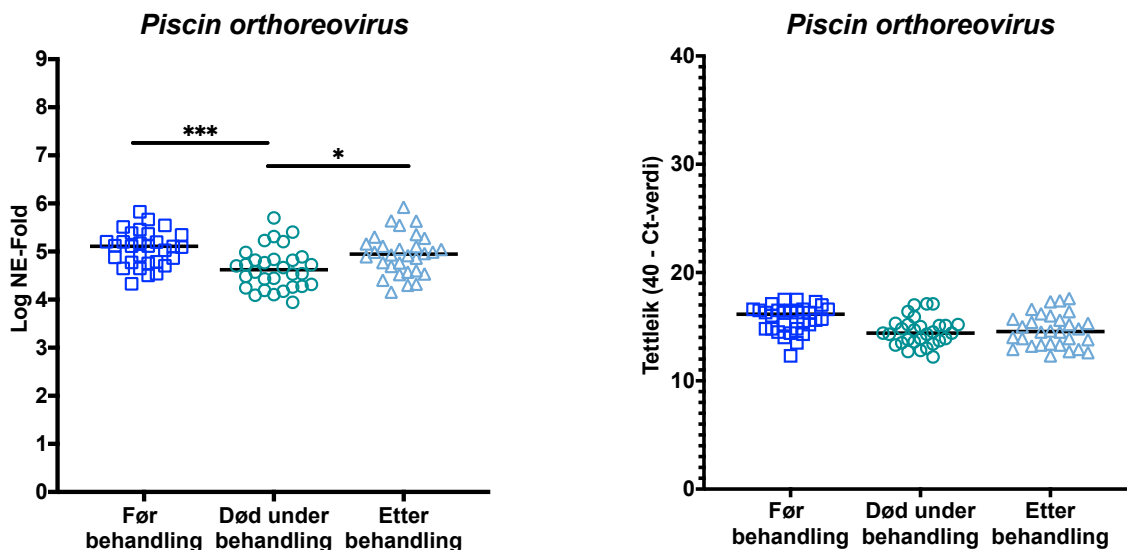 Piscin orthoreovirus
Log NE-Fold
9
8
7
6
5
4
3
2
1
0
***
*
Før
behandling
Død under
behandling
Etter
behandling
Piscin orthoreovirus
Tettleik (40 - Ct-verdi)
40
30
20
10
0
Før
behandling
Død under
behandling
Etter
behandling